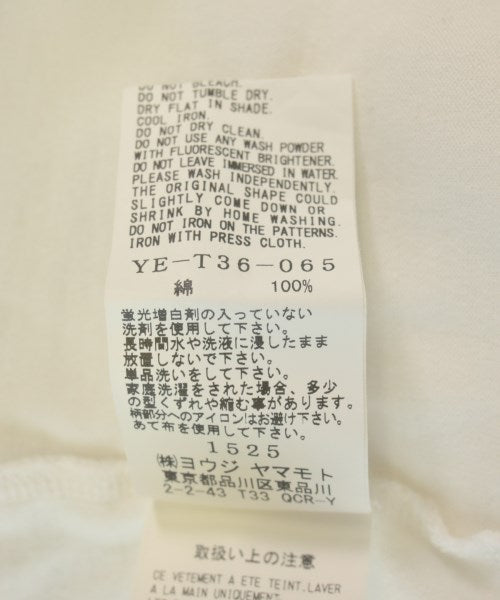 DO NOT BLEACH.
DO NOT TUMBLE DRY.
DRY FLAT IN SHADE.
COOL IRON.
DO NOT DRY CLEAN.
DO NOT USE ANY WASH POWDER
WITH FLUORESCENT BRIGHTENER.
DO NOT LEAVE IMMERSED IN WATER.
PLEASE WASH INDEPENDENTLY.
THE ORIGINAL SHAPE COULD
SLIGHTLY COME DOWN OR
SHRINK BY HOME WASHING.
DO NOT IRON ON THE PATTERNS.
IRON WITH PRESS CLOTH.
YE-T36-065
綿 100%
蛍光増白剤の入っていない
洗剤を使用して下さい。
長時間水や洗液に浸したまま
放置しないで下さい。
単品洗いをして下さい。
家庭洗濯をされた場合、多少
の型くずれや縮む事があります。
柄部分へのアイロンはお避け下さい。
あて布を使用して下さい。
1525
(株)ヨウジ ヤマモト
東京都品川区東品川
2-2-43 T33 QCR-Y
取扱い上の注意
CE VETEMENT A ETE TEINT.LAVER
A LA MAIN UNIQUEMENT